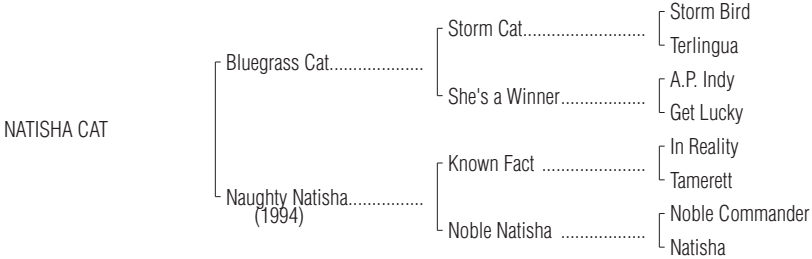 Storm Bird
Storm Cat..........................
Terlingua
Bluegrass Cat....................
A.P. Indy
She's a Winner..................
Get Lucky
NATISHA CAT
In Reality
Known Fact ......................
Tamerett
Naughty Natisha................
(1994)
Noble Commander
Noble Natisha ..................
Natisha